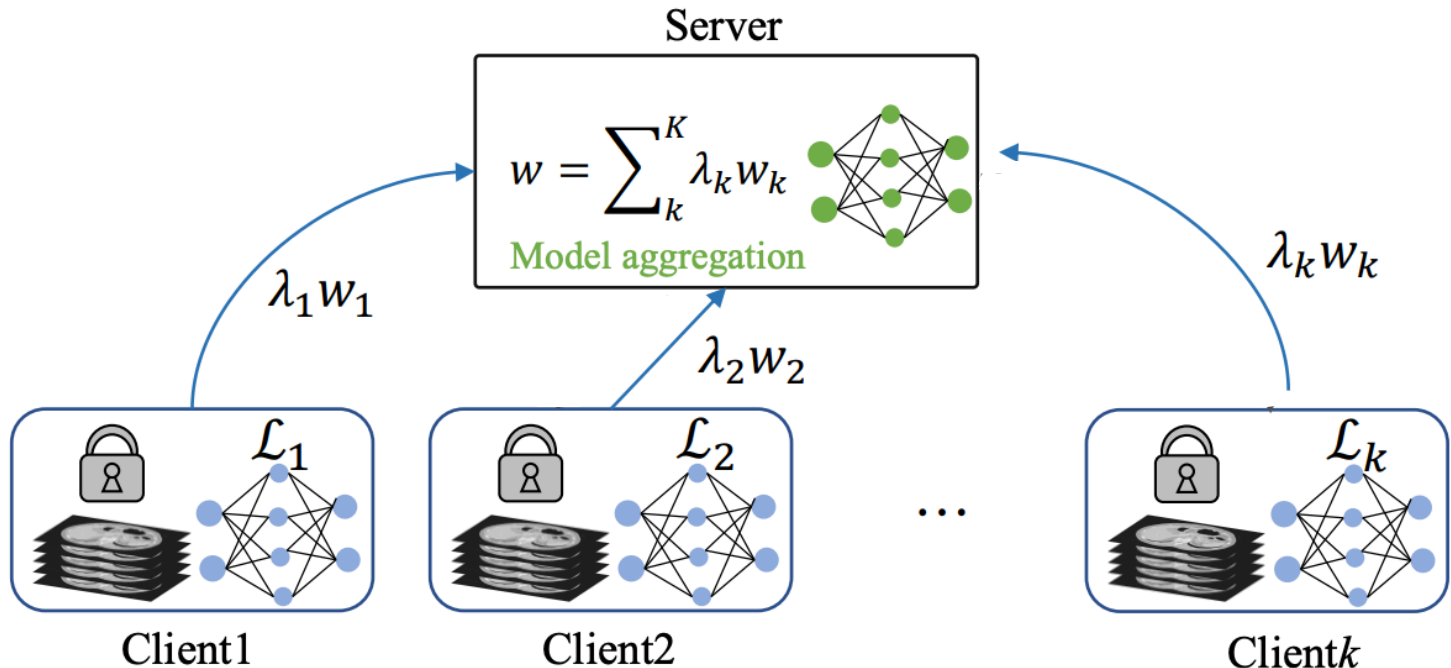 Server
w = ∑_k^K λ_k w_k
Model aggregation
λ_1 w_1
λ_2 w_2
λ_k w_k
ℒ_1
ℒ_2
ℒ_k
...
Client1
Client2
Clientk